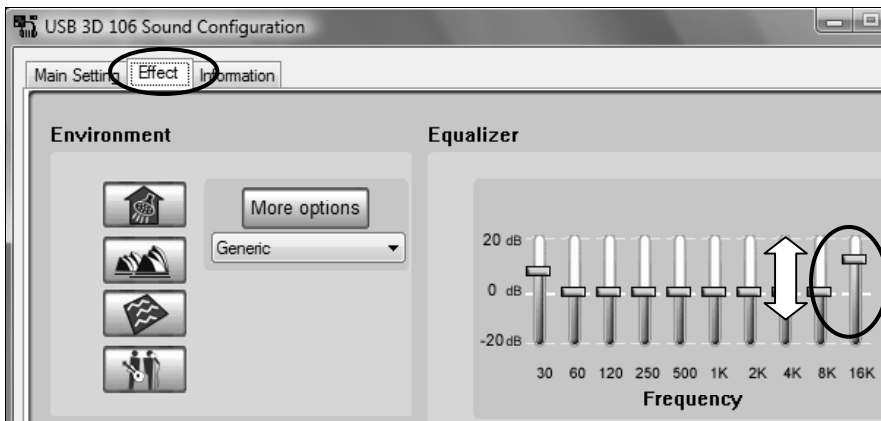 USB 3D 106 Sound Configuration
Main Setting Effect Information
Environment
More options
Generic
Equalizer
20 dB
0 dB
-20 dB
30 60 120 250 500 1K 2K 4K 8K 16K
Frequency